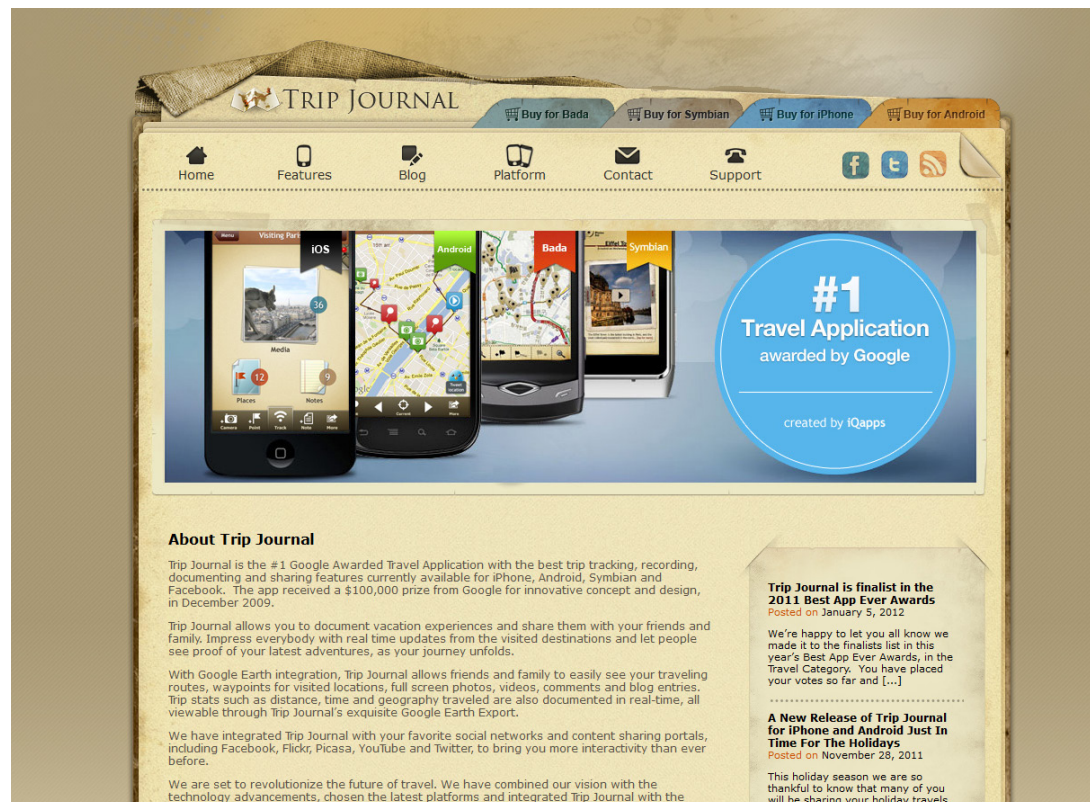 TRIP JOURNAL
Buy for Bada
Buy for Symbian
Buy for iPhone
Buy for Android
Home
Features
Blog
Platform
Contact
Support
Menu
iOS
Android
Bada
Symbian
36
Media
12
9
Places
Notes
Camera
Point
Track
Note
More
#1
Travel Application
awarded by Google
created by iQapps
About Trip Journal
Trip Journal is the #1 Google Awarded Travel Application with the best trip tracking, recording,
documenting and sharing features currently available for iPhone, Android, Symbian and
Facebook.  The app received a $100,000 prize from Google for innovative concept and design,
in December 2009.
Trip Journal allows you to document vacation experiences and share them with your friends and
family. Impress everybody with real time updates from the visited destinations and let people
see proof of your latest adventures, as your journey unfolds.
With Google Earth integration, Trip Journal allows friends and family to easily see your traveling
routes, waypoints for visited locations, full screen photos, videos, comments and blog entries.
Trip stats such as distance, time and geography traveled are also documented in real-time, all
viewable through Trip Journal's exquisite Google Earth Export.
We have integrated Trip Journal with your favorite social networks and content sharing portals,
including Facebook, Flickr, Picasa, YouTube and Twitter, to bring you more interactivity than ever
before.
We are set to revolutionize the future of travel. We have combined our vision with the
technology advancements, chosen the latest platforms and integrated Trip Journal with the
Trip Journal is finalist in the
2011 Best App Ever Awards
Posted on January 5, 2012
We're happy to let you all know we
made it to the finalists list in this
year's Best App Ever Awards, in the
Travel Category.  You have placed
your votes so far and [...]
A New Release of Trip Journal
for iPhone and Android Just In
Time For The Holidays
Posted on November 28, 2011
This holiday season we are so
thankful to know that many of you
will be sharing your holiday travels